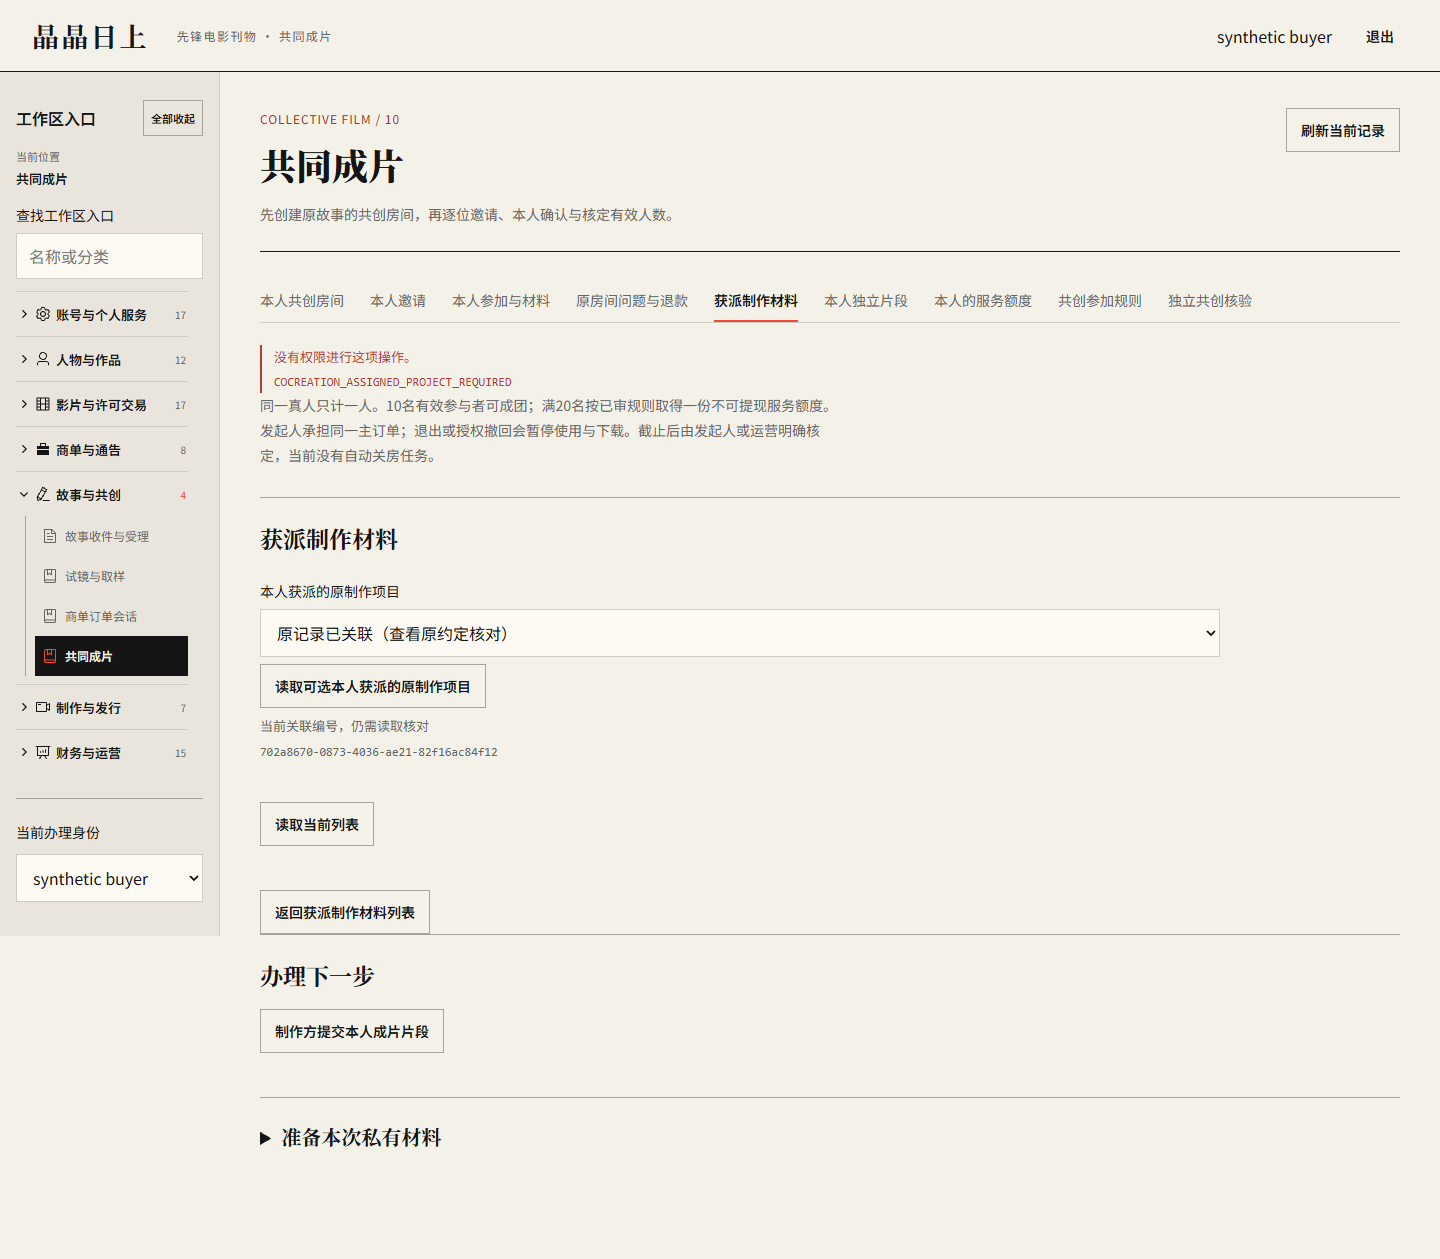 晶晶日上
先锋电影刊物 • 共同成片
synthetic buyer
退出
工作区入口
全部收起
当前位置
共同成片
查找工作区入口
名称或分类
账号与个人服务 17
人物与作品 12
影片与许可交易 17
商单与通告 8
故事与共创 4
故事收件与受理
试镜与取样
商单订单会话
共同成片
制作与发行 7
财务与运营 15
当前办理身份
synthetic buyer
COLLECTIVE FILM / 10
共同成片
先创建原故事的共创房间，再逐位邀请、本人确认与核定有效人数。
刷新当前记录
本人共创房间 本人邀请 本人参加与材料 原房间问题与退款 获派制作材料 本人独立片段 本人的服务额度 共创参加规则 独立共创核验
没有权限进行这项操作。
COCREATION_ASSIGNED_PROJECT_REQUIRED
同一真人只计一人。10名有效参与者可成团；满20名按已审规则取得一份不可提现服务额度。
发起人承担同一主订单；退出或授权撤回会暂停使用与下载。截止后由发起人或运营明确核
定，当前没有自动关房任务。
获派制作材料
本人获派的原制作项目
原记录已关联（查看原约定核对）
读取可选本人获派的原制作项目
当前关联编号，仍需读取核对
702a8670-0873-4036-ae21-82f16ac84f12
读取当前列表
返回获派制作材料列表
办理下一步
制作方提交本人成片片段
准备本次私有材料